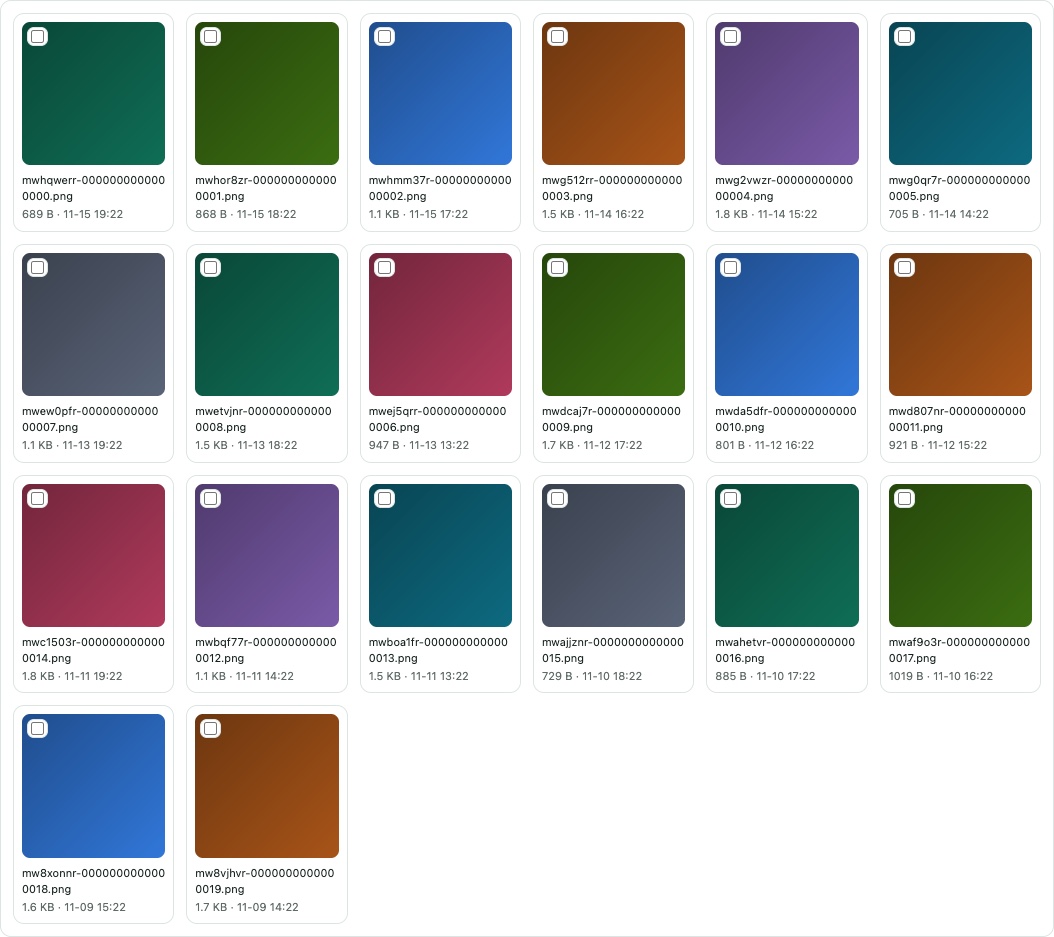 mwhqwerr-000000000000
0000.png
689 B · 11-15 19:22
mwhor8zr-000000000000
0001.png
868 B · 11-15 18:22
mwhmm37r-00000000000
00002.png
1.1 KB · 11-15 17:22
mwg512rr-000000000000
0003.png
1.5 KB · 11-14 16:22
mwg2vwzr-00000000000
00004.png
1.8 KB · 11-14 15:22
mwg0qr7r-000000000000
0005.png
705 B · 11-14 14:22
mwew0pfr-00000000000
00007.png
1.1 KB · 11-13 19:22
mwetvjnr-000000000000
0008.png
1.5 KB · 11-13 18:22
mwej5qrr-000000000000
0006.png
947 B · 11-13 13:22
mwdcaj7r-000000000000
0009.png
1.7 KB · 11-12 17:22
mwda5dfr-000000000000
0010.png
801 B · 11-12 16:22
mwd807nr-00000000000
00011.png
921 B · 11-12 15:22
mwc1503r-000000000000
0014.png
1.8 KB · 11-11 19:22
mwbqf77r-000000000000
0012.png
1.1 KB · 11-11 14:22
mwboa1fr-000000000000
0013.png
1.5 KB · 11-11 13:22
mwajjznr-0000000000000
015.png
729 B · 11-10 18:22
mwahetvr-000000000000
0016.png
885 B · 11-10 17:22
mwaf9o3r-000000000000
0017.png
1019 B · 11-10 16:22
mw8xonnr-000000000000
0018.png
1.6 KB · 11-09 15:22
mw8vjhvr-000000000000
0019.png
1.7 KB · 11-09 14:22